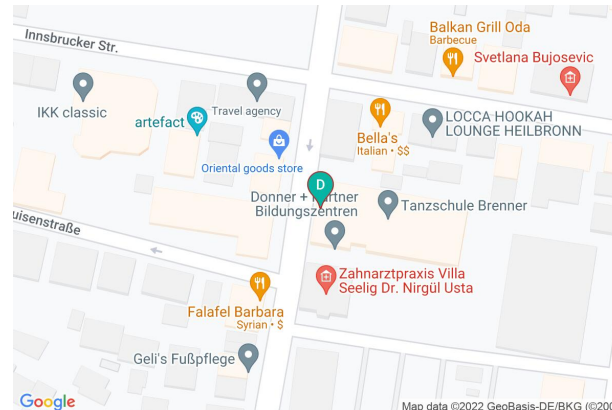 Innsbrucker Str.
Balkan Grill Oda
Barbecue
Svetlana Bujosevic
IKK classic
Travel agency
artefact
LOCCA HOOKAH
LOUNGE HEILBRONN
Bella's
Italian • $$
Oriental goods store
D
Donner + 
Bildungszentren
Tanzschule Brenner
uisenstraße
Zahnarztpraxis Villa
Seelig Dr. Nirgül Usta
Falafel Barbara
Syrian • $
Geli's Fußpflege
Google
Map data ©2022 GeoBasis-DE/BKG (©200